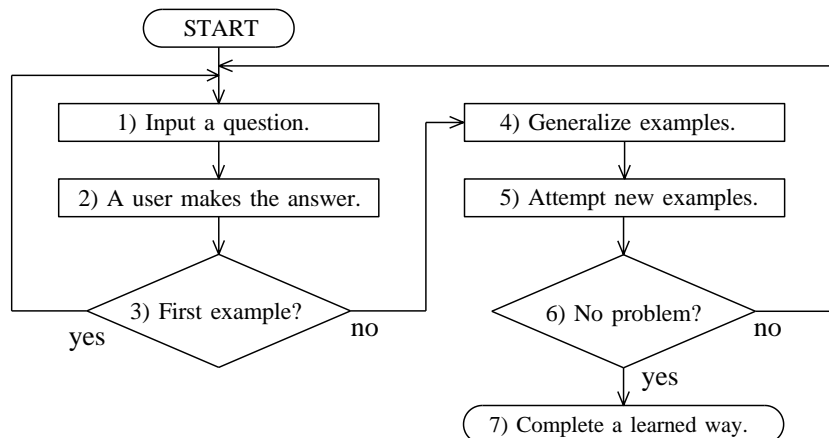 START
1) Input a question.
2) A user makes the answer.
3) First example?
yes
no
4) Generalize examples.
5) Attempt new examples.
6) No problem?
no
yes
7) Complete a learned way.